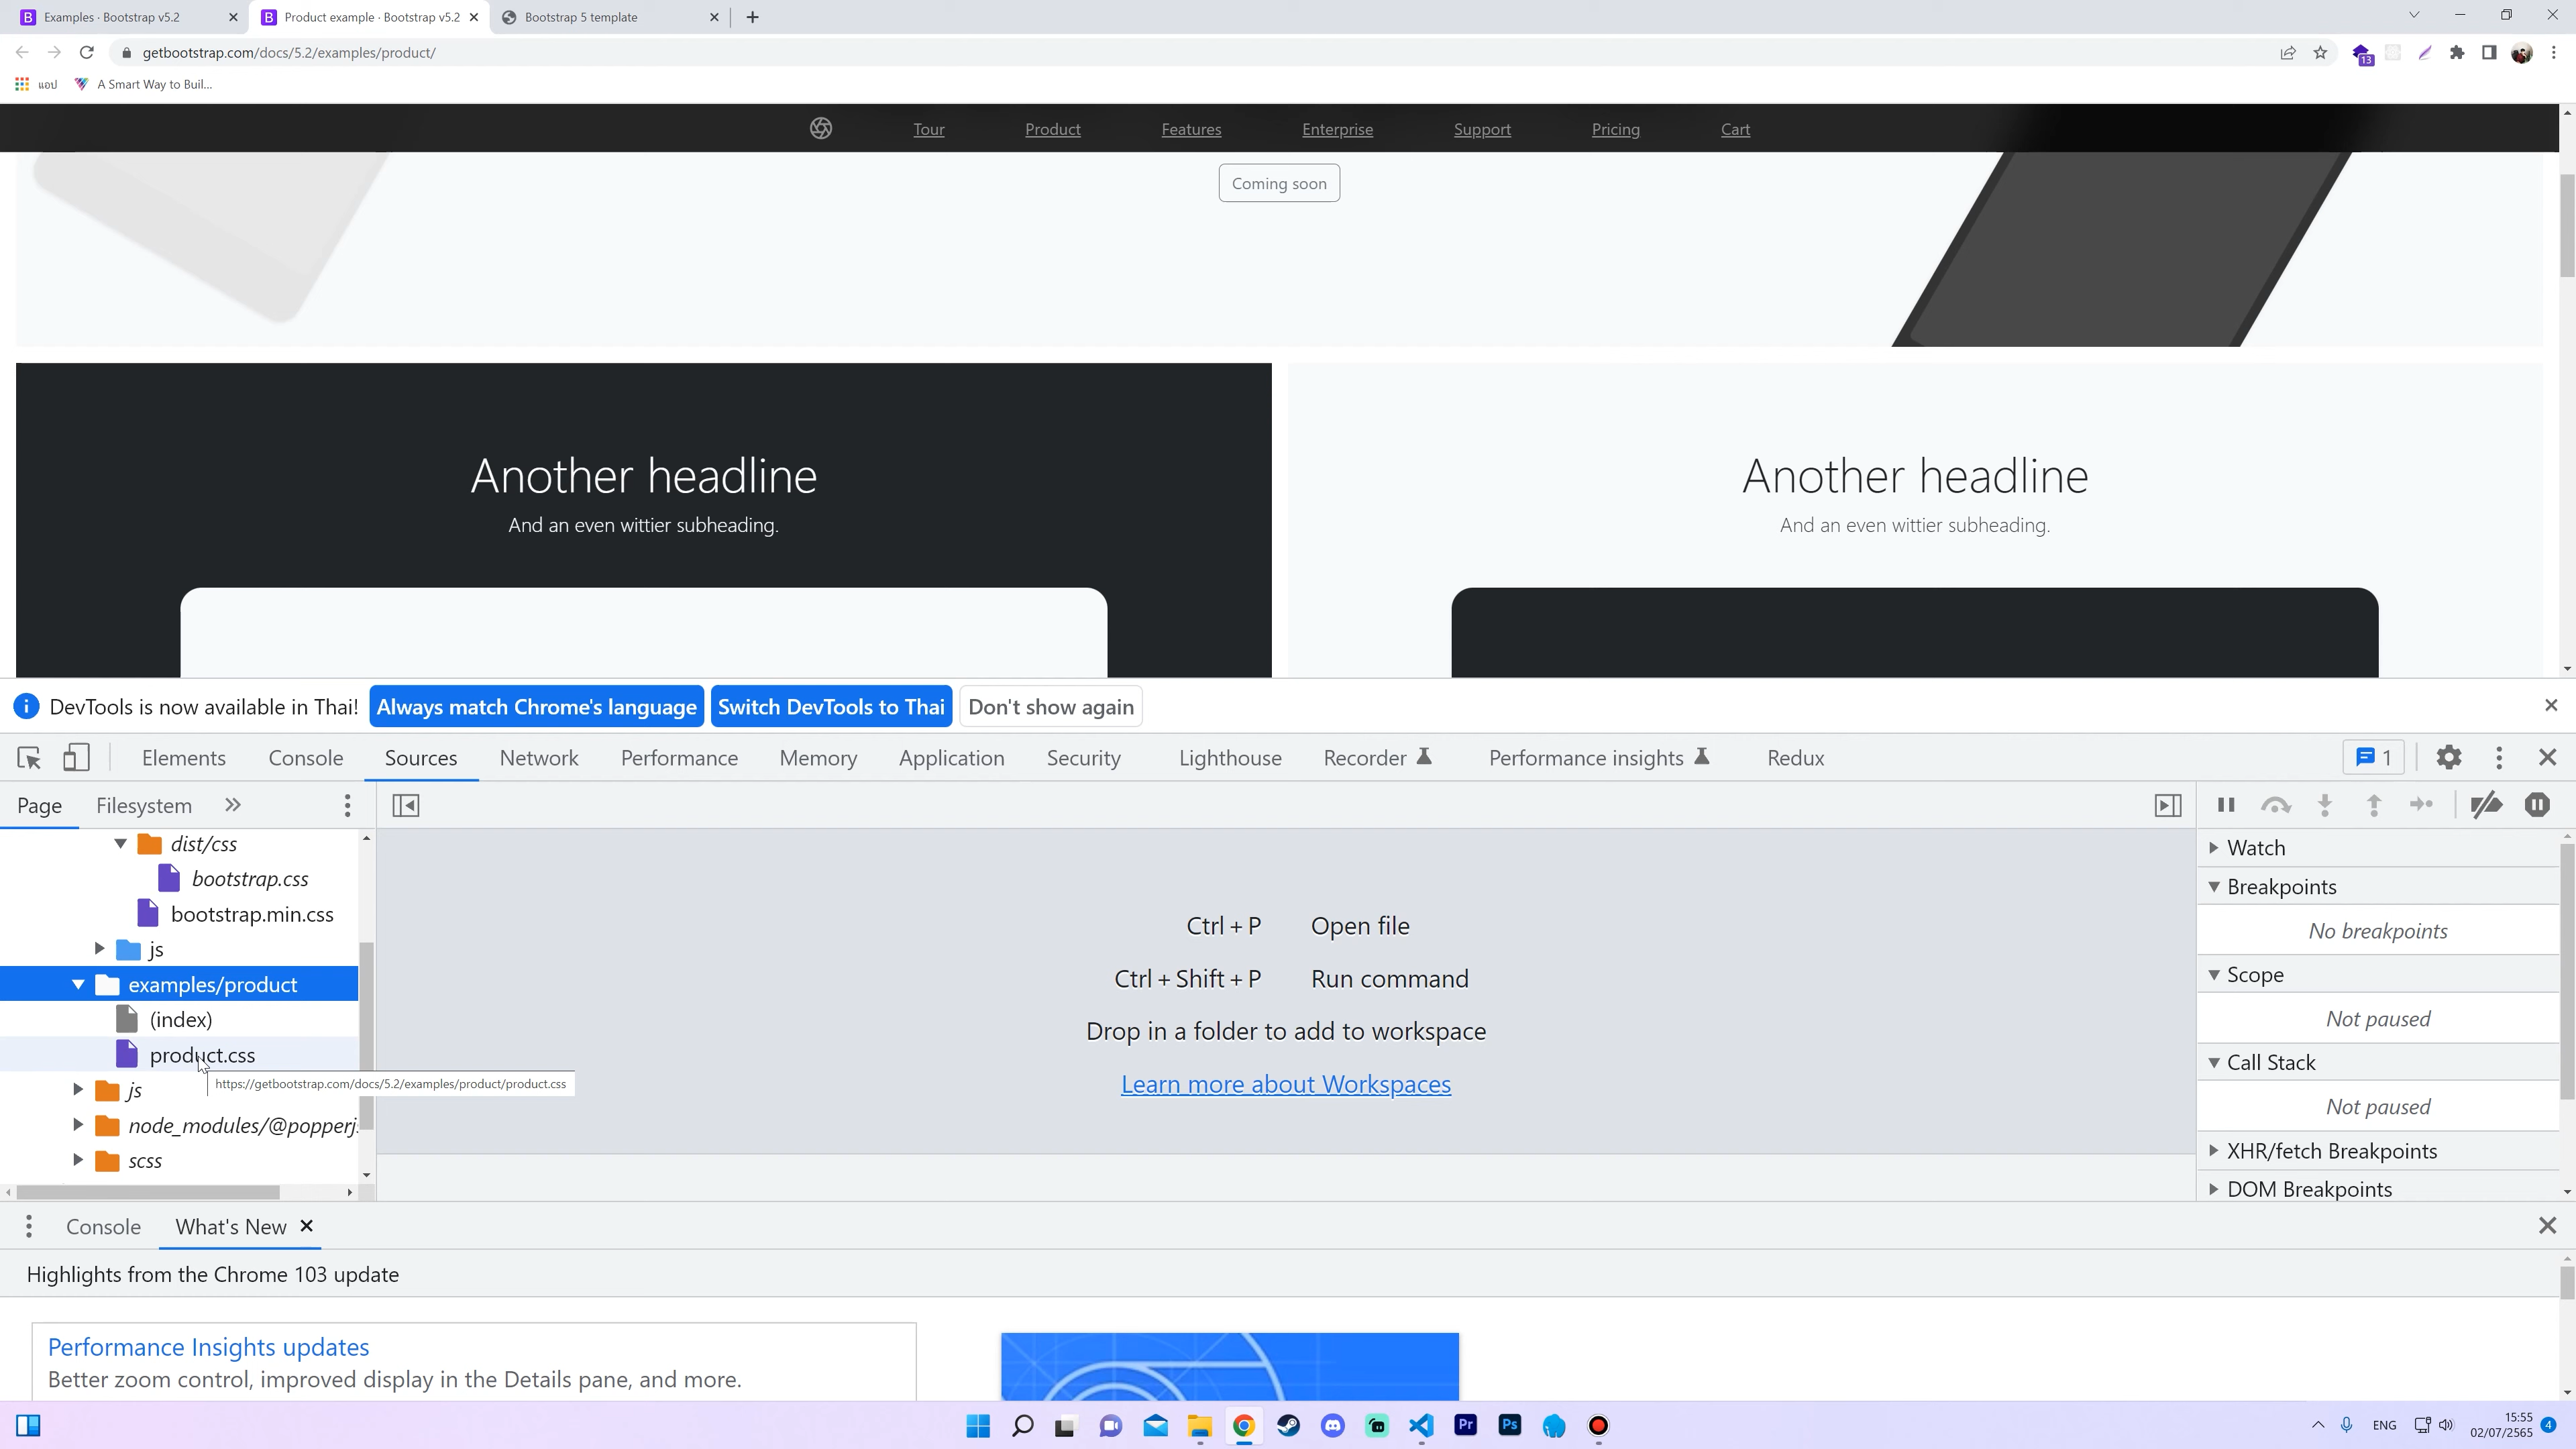 Examples · Bootstrap v5.2
Product example · Bootstrap v5.2
Bootstrap 5 template
getbootstrap.com/docs/5.2/examples/product/
13
แอป
A Smart Way to Buil...
Tour
Product
Features
Enterprise
Support
Pricing
Cart
Coming soon
Another headline
And an even wittier subheading.
Another headline
And an even wittier subheading.
DevTools is now available in Thai!
Always match Chrome's language
Switch DevTools to Thai
Don't show again
Elements
Console
Sources
Network
Performance
Memory
Application
Security
Lighthouse
Recorder
Performance insights
Redux
1
Page
Filesystem
dist/css
bootstrap.css
bootstrap.min.css
js
examples/product
(index)
product.css
https://getbootstrap.com/docs/5.2/examples/product/product.css
js
node_modules/@popperj
scss
Ctrl + P Open file
Ctrl + Shift + P Run command
Drop in a folder to add to workspace
Learn more about Workspaces
Watch
Breakpoints
No breakpoints
Scope
Not paused
Call Stack
Not paused
XHR/fetch Breakpoints
DOM Breakpoints
Console
What's New
Highlights from the Chrome 103 update
Performance Insights updates
Better zoom control, improved display in the Details pane, and more.
Pr
Ps
ENG
15:55
02/07/2565
4